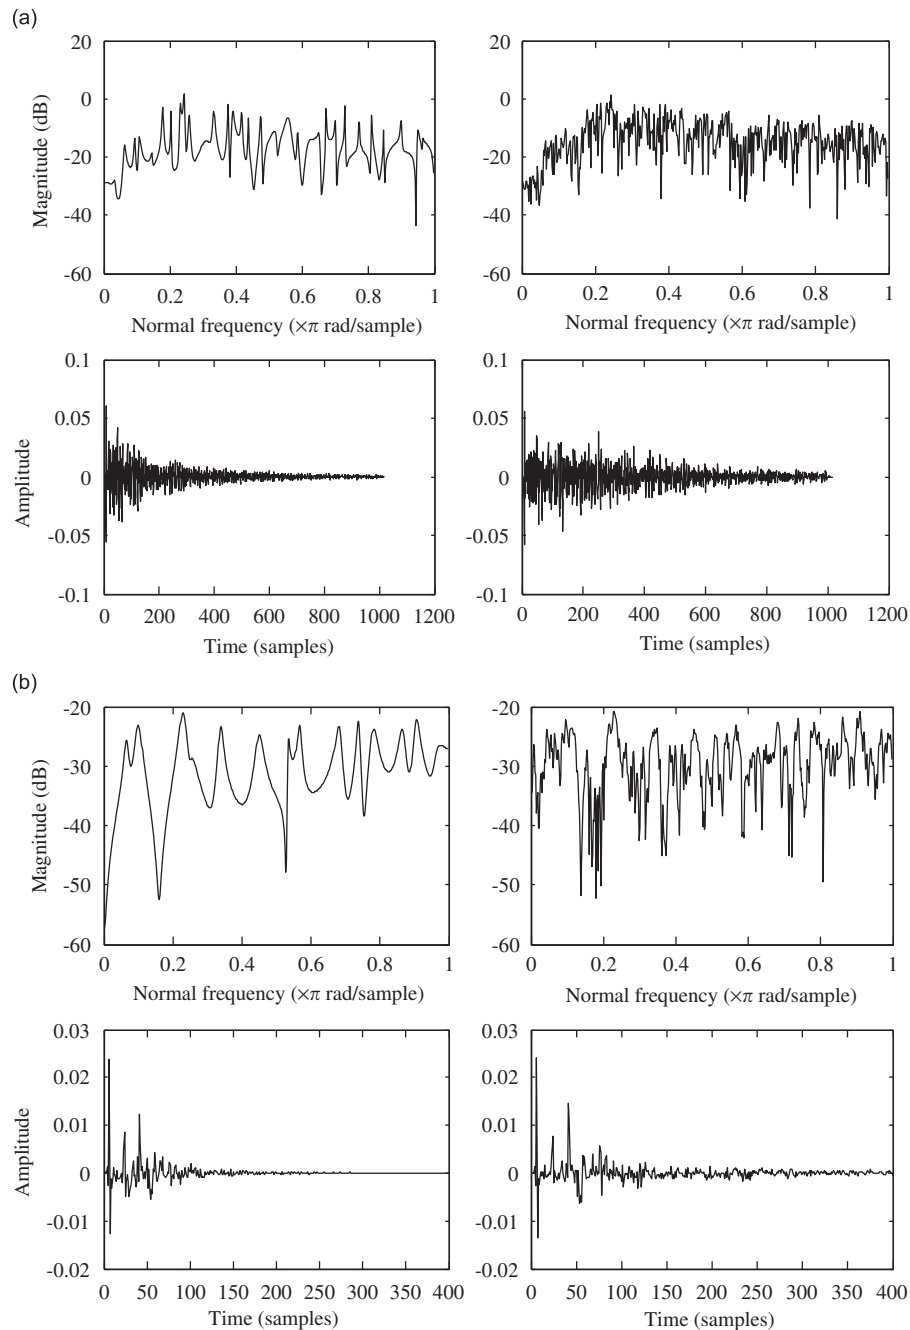 (a)
20
0
-20
-40
-60
Magnitude (dB)
0 0.2 0.4 0.6 0.8 1
Normal frequency (×π rad/sample)
20
0
-20
-40
-60
0 0.2 0.4 0.6 0.8 1
Normal frequency (×π rad/sample)
0.1
0.05
0
-0.05
-0.1
Amplitude
0 200 400 600 800 1000 1200
Time (samples)
0.1
0.05
0
-0.05
-0.1
0 200 400 600 800 1000 1200
Time (samples)
(b)
-20
-30
-40
-50
-60
Magnitude (dB)
0 0.2 0.4 0.6 0.8 1
Normal frequency (×π rad/sample)
-20
-30
-40
-50
-60
0 0.2 0.4 0.6 0.8 1
Normal frequency (×π rad/sample)
0.03
0.02
0.01
0
-0.01
-0.02
Amplitude
0 50 100 150 200 250 300 350 400
Time (samples)
0.03
0.02
0.01
0
-0.01
-0.02
0 50 100 150 200 250 300 350 400
Time (samples)